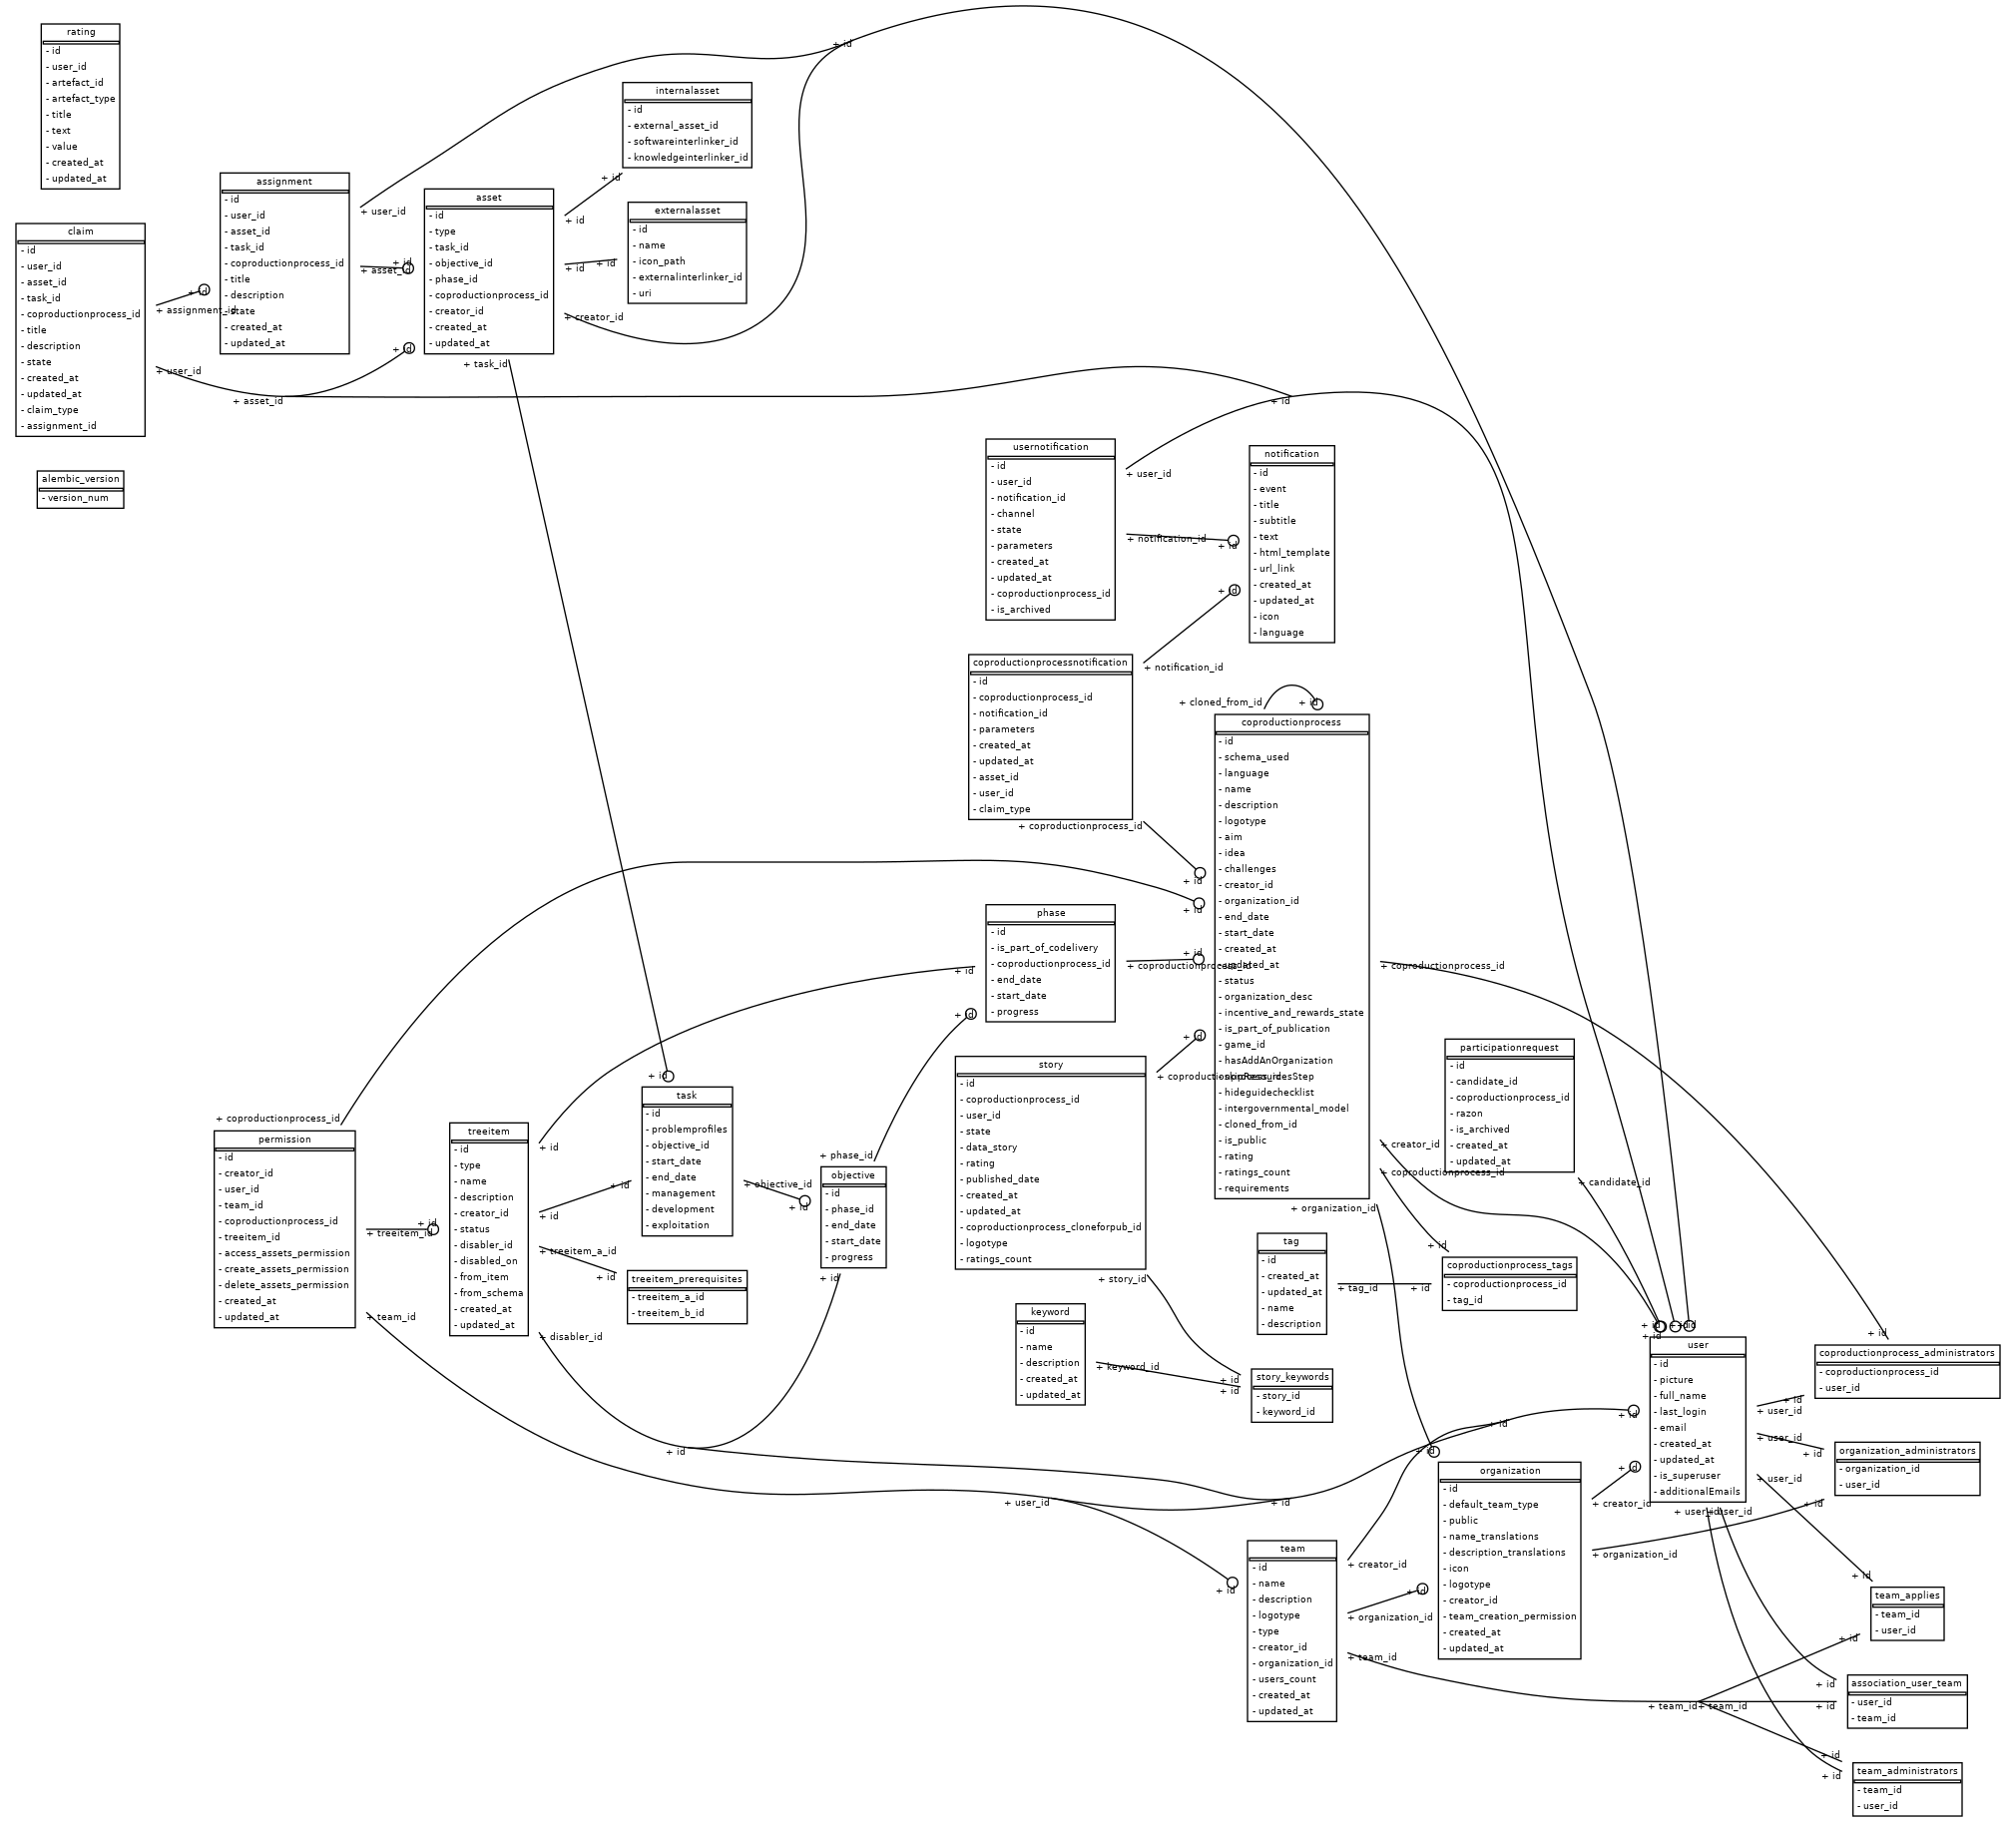 rating
- id
- user_id
- artefact_id
- artefact_type
- title
- text
- value
- created_at
- updated_at
claim
- id
- user_id
- asset_id
- task_id
- coproductionprocess_id
- title
- description
- state
- created_at
- updated_at
- claim_type
- assignment_id
alembic_version
- version_num
assignment
- id
- user_id
- asset_id
- task_id
- coproductionprocess_id
- title
- description
- state
- created_at
- updated_at
asset
- id
- type
- task_id
- objective_id
- phase_id
- coproductionprocess_id
- creator_id
- created_at
- updated_at
internalasset
- id
- external_asset_id
- softwareinterlinker_id
- knowledgeinterlinker_id
externalasset
- id
- name
- icon_path
- externalinterlinker_id
- uri
+ id
+ user_id
+ id
+ asset_id
+ id
+ assignment_id
+ user_id
+ id
+ asset_id
+ id
+ id
+ id
+ id
+ creator_id
+ task_id
+ id
usernotification
- id
- user_id
- notification_id
- channel
- state
- parameters
- created_at
- updated_at
- coproductionprocess_id
- is_archived
notification
- id
- event
- title
- subtitle
- text
- html_template
- url_link
- created_at
- updated_at
- icon
- language
+ user_id
+ notification_id
+ id
+ id
+ notification_id
coproductionprocessnotification
- id
- coproductionprocess_id
- notification_id
- parameters
- created_at
- updated_at
- asset_id
- user_id
- claim_type
+ coproductionprocess_id
+ cloned_from_id
+ id
coproductionprocess
- id
- schema_used
- language
- name
- description
- logotype
- aim
- idea
- challenges
- creator_id
- organization_id
- end_date
- start_date
- created_at
- updated_at
- status
- organization_desc
- incentive_and_rewards_state
- is_part_of_publication
- game_id
- hasAddAnOrganization
- skipResourcesStep
- hideguidechecklist
- intergovernmental_model
- cloned_from_id
- is_public
- rating
- ratings_count
- requirements
+ id
+ id
+ id
+ coproductionprocess_id
+ id
+ coproductionprocess_id
+ coproductionprocess_id
+ creator_id
+ coproductionprocess_id
+ organization_id
phase
- id
- is_part_of_codelivery
- coproductionprocess_id
- end_date
- start_date
- progress
+ id
+ id
story
- id
- coproductionprocess_id
- user_id
- state
- data_story
- rating
- published_date
- created_at
- updated_at
- coproductionprocess_cloneforpub_id
- logotype
- ratings_count
+ story_id
participationrequest
- id
- candidate_id
- coproductionprocess_id
- razon
- is_archived
- created_at
- updated_at
+ candidate_id
+ coproductionprocess_id
permission
- id
- creator_id
- user_id
- team_id
- coproductionprocess_id
- treeitem_id
- access_assets_permission
- create_assets_permission
- delete_assets_permission
- created_at
- updated_at
+ id
+ treeitem_id
+ team_id
treeitem
- id
- type
- name
- description
- creator_id
- status
- disabler_id
- disabled_on
- from_item
- from_schema
- created_at
- updated_at
+ id
+ id
+ treeitem_a_id
+ disabler_id
+ id
task
- id
- problemprofiles
- objective_id
- start_date
- end_date
- management
- development
- exploitation
+ id
+ id
+ objective_id
+ id
+ phase_id
objective
- id
- phase_id
- end_date
- start_date
- progress
+ id
treeitem_prerequisites
- treeitem_a_id
- treeitem_b_id
+ id
keyword
- id
- name
- description
- created_at
- updated_at
+ keyword_id
+ id
+ id
story_keywords
- story_id
- keyword_id
tag
- id
- created_at
- updated_at
- name
- description
+ tag_id
+ id
+ id
coproductionprocess_tags
- coproductionprocess_id
- tag_id
+ id
+ id
+ id
user
- id
- picture
- full_name
- last_login
- email
- created_at
- updated_at
- is_superuser
- additionalEmails
+ id
+ id
+ user_id
+ user_id
+ user_id
+ user_id
+ user_id
+ id
coproductionprocess_administrators
- coproductionprocess_id
- user_id
+ id
+ id
organization_administrators
- organization_id
- user_id
+ id
+ id
+ id
organization
- id
- default_team_type
- public
- name_translations
- description_translations
- icon
- logotype
- creator_id
- team_creation_permission
- created_at
- updated_at
+ creator_id
+ organization_id
+ user_id
+ id
+ id
team
- id
- name
- description
- logotype
- type
- creator_id
- organization_id
- users_count
- created_at
- updated_at
+ creator_id
+ id
+ organization_id
+ team_id
+ team_id
+ team_id
+ id
+ id
team_applies
- team_id
- user_id
+ id
+ id
association_user_team
- user_id
- team_id
+ id
+ id
team_administrators
- team_id
- user_id